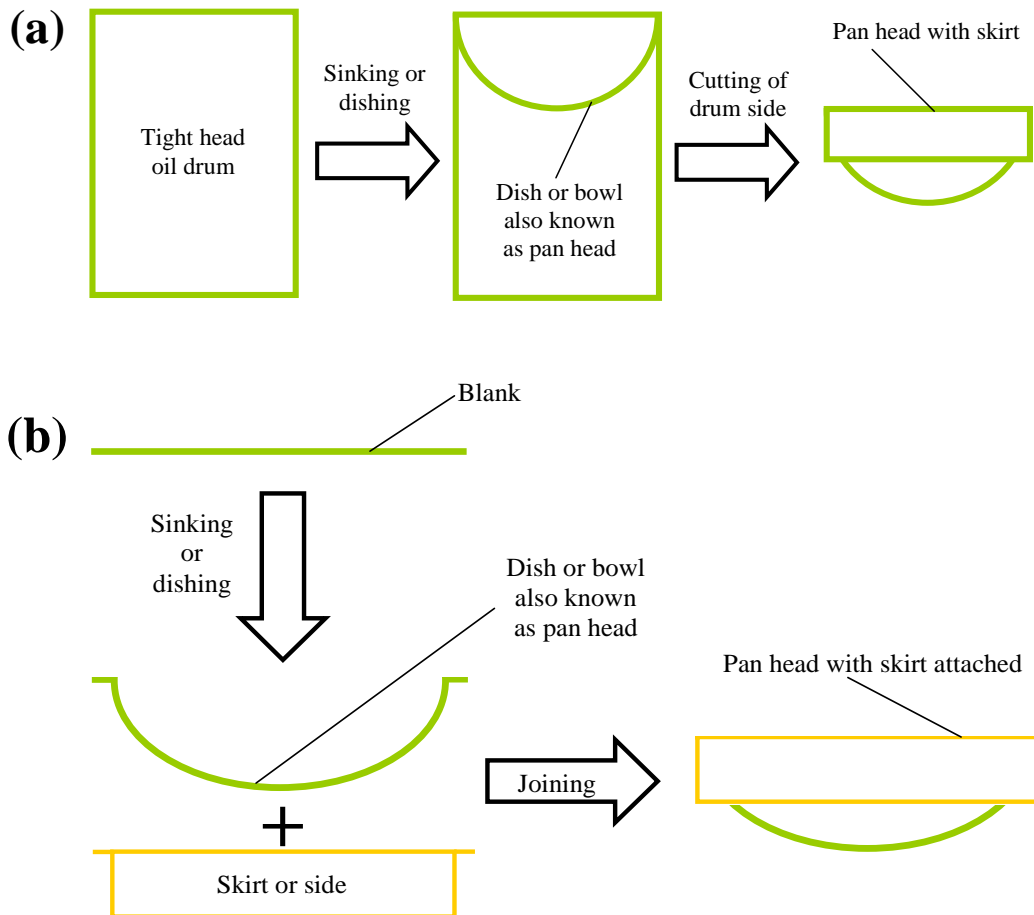 (a)
Tight head
oil drum
Sinking or
dishing
Dish or bowl
also known
as pan head
Cutting of
drum side
Pan head with skirt
(b)
Blank
Sinking
or
dishing
Dish or bowl
also known
as pan head
+
Skirt or side
Joining
Pan head with skirt attached